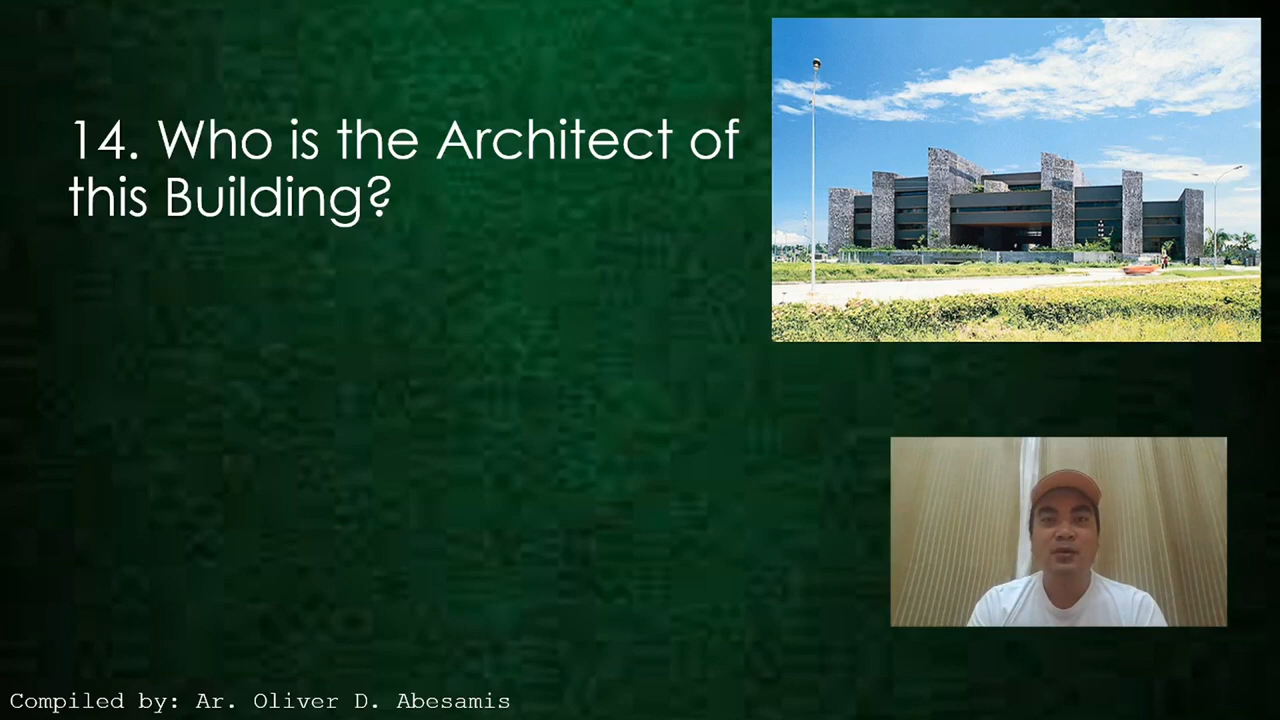 14. Who is the Architect of
this Building?
Compiled by: Ar. Oliver D. Abesamis